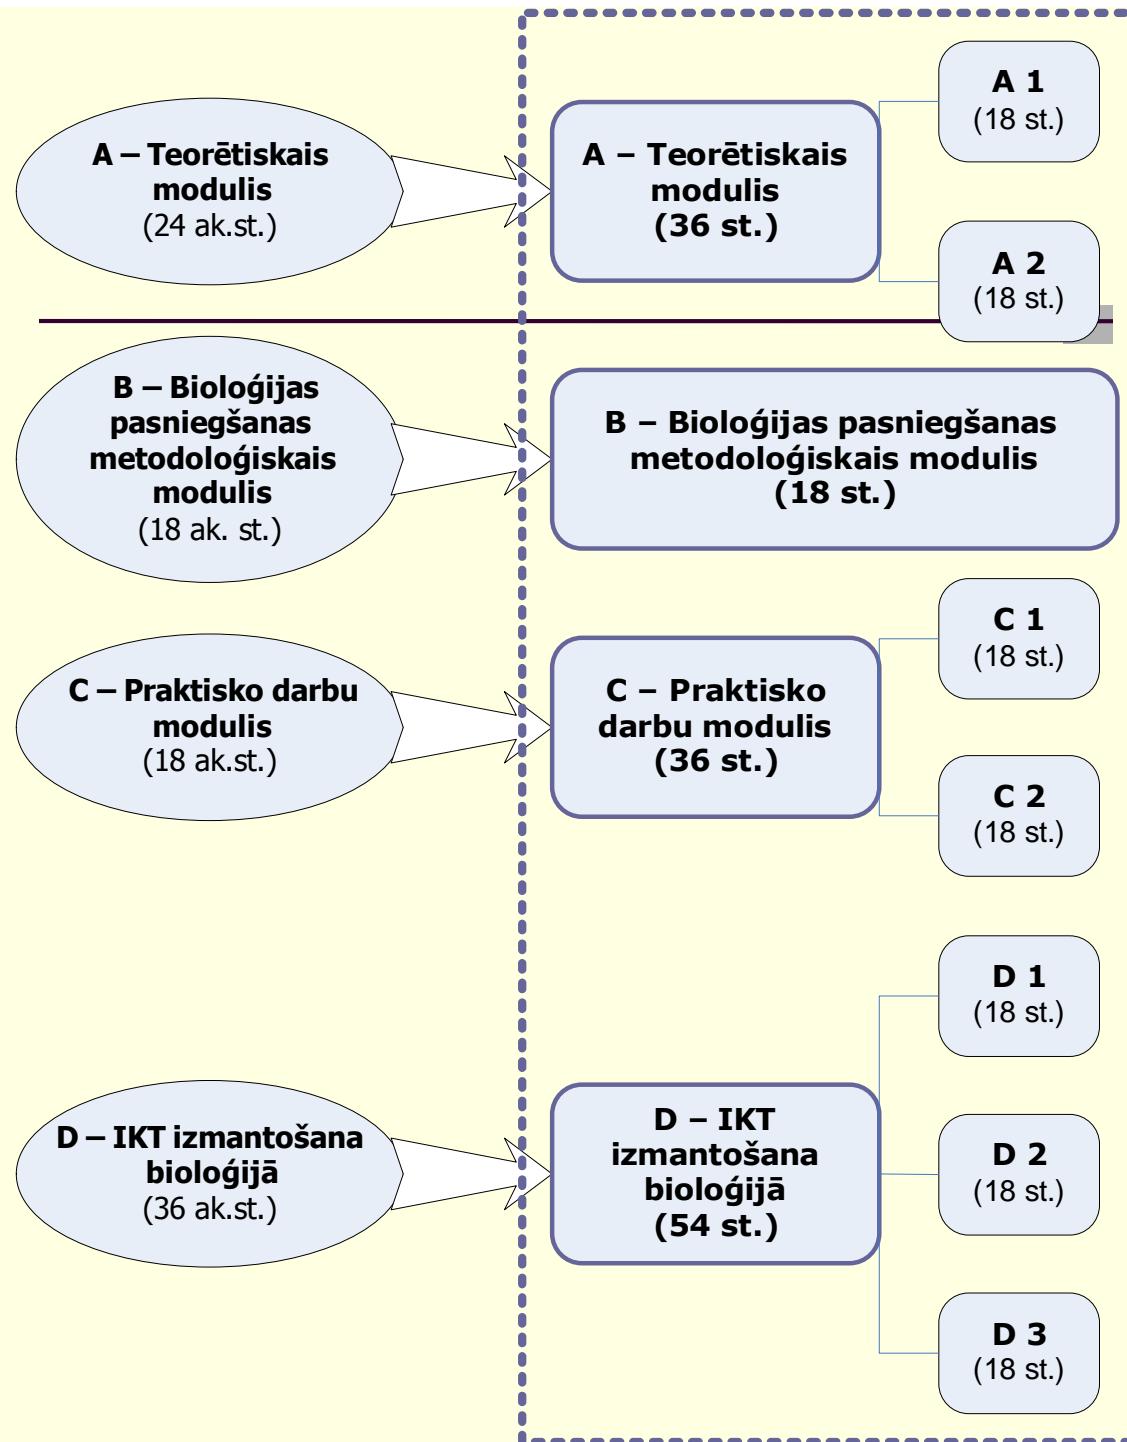 A – Teorētiskais
modulis
(24 ak.st.)
A – Teorētiskais
modulis
(36 st.)
A 1
(18 st.)
A 2
(18 st.)
B – Bioloģijas
pasniegšanas
metodoloģiskais
modulis
(18 ak. st.)
B – Bioloģijas pasniegšanas
metodoloģiskais modulis
(18 st.)
C – Praktisko darbu
modulis
(18 ak.st.)
C – Praktisko
darbu modulis
(36 st.)
C 1
(18 st.)
C 2
(18 st.)
D – IKT izmantošana
bioloģijā
(36 ak.st.)
D – IKT
izmantošana
bioloģijā
(54 st.)
D 1
(18 st.)
D 2
(18 st.)
D 3
(18 st.)